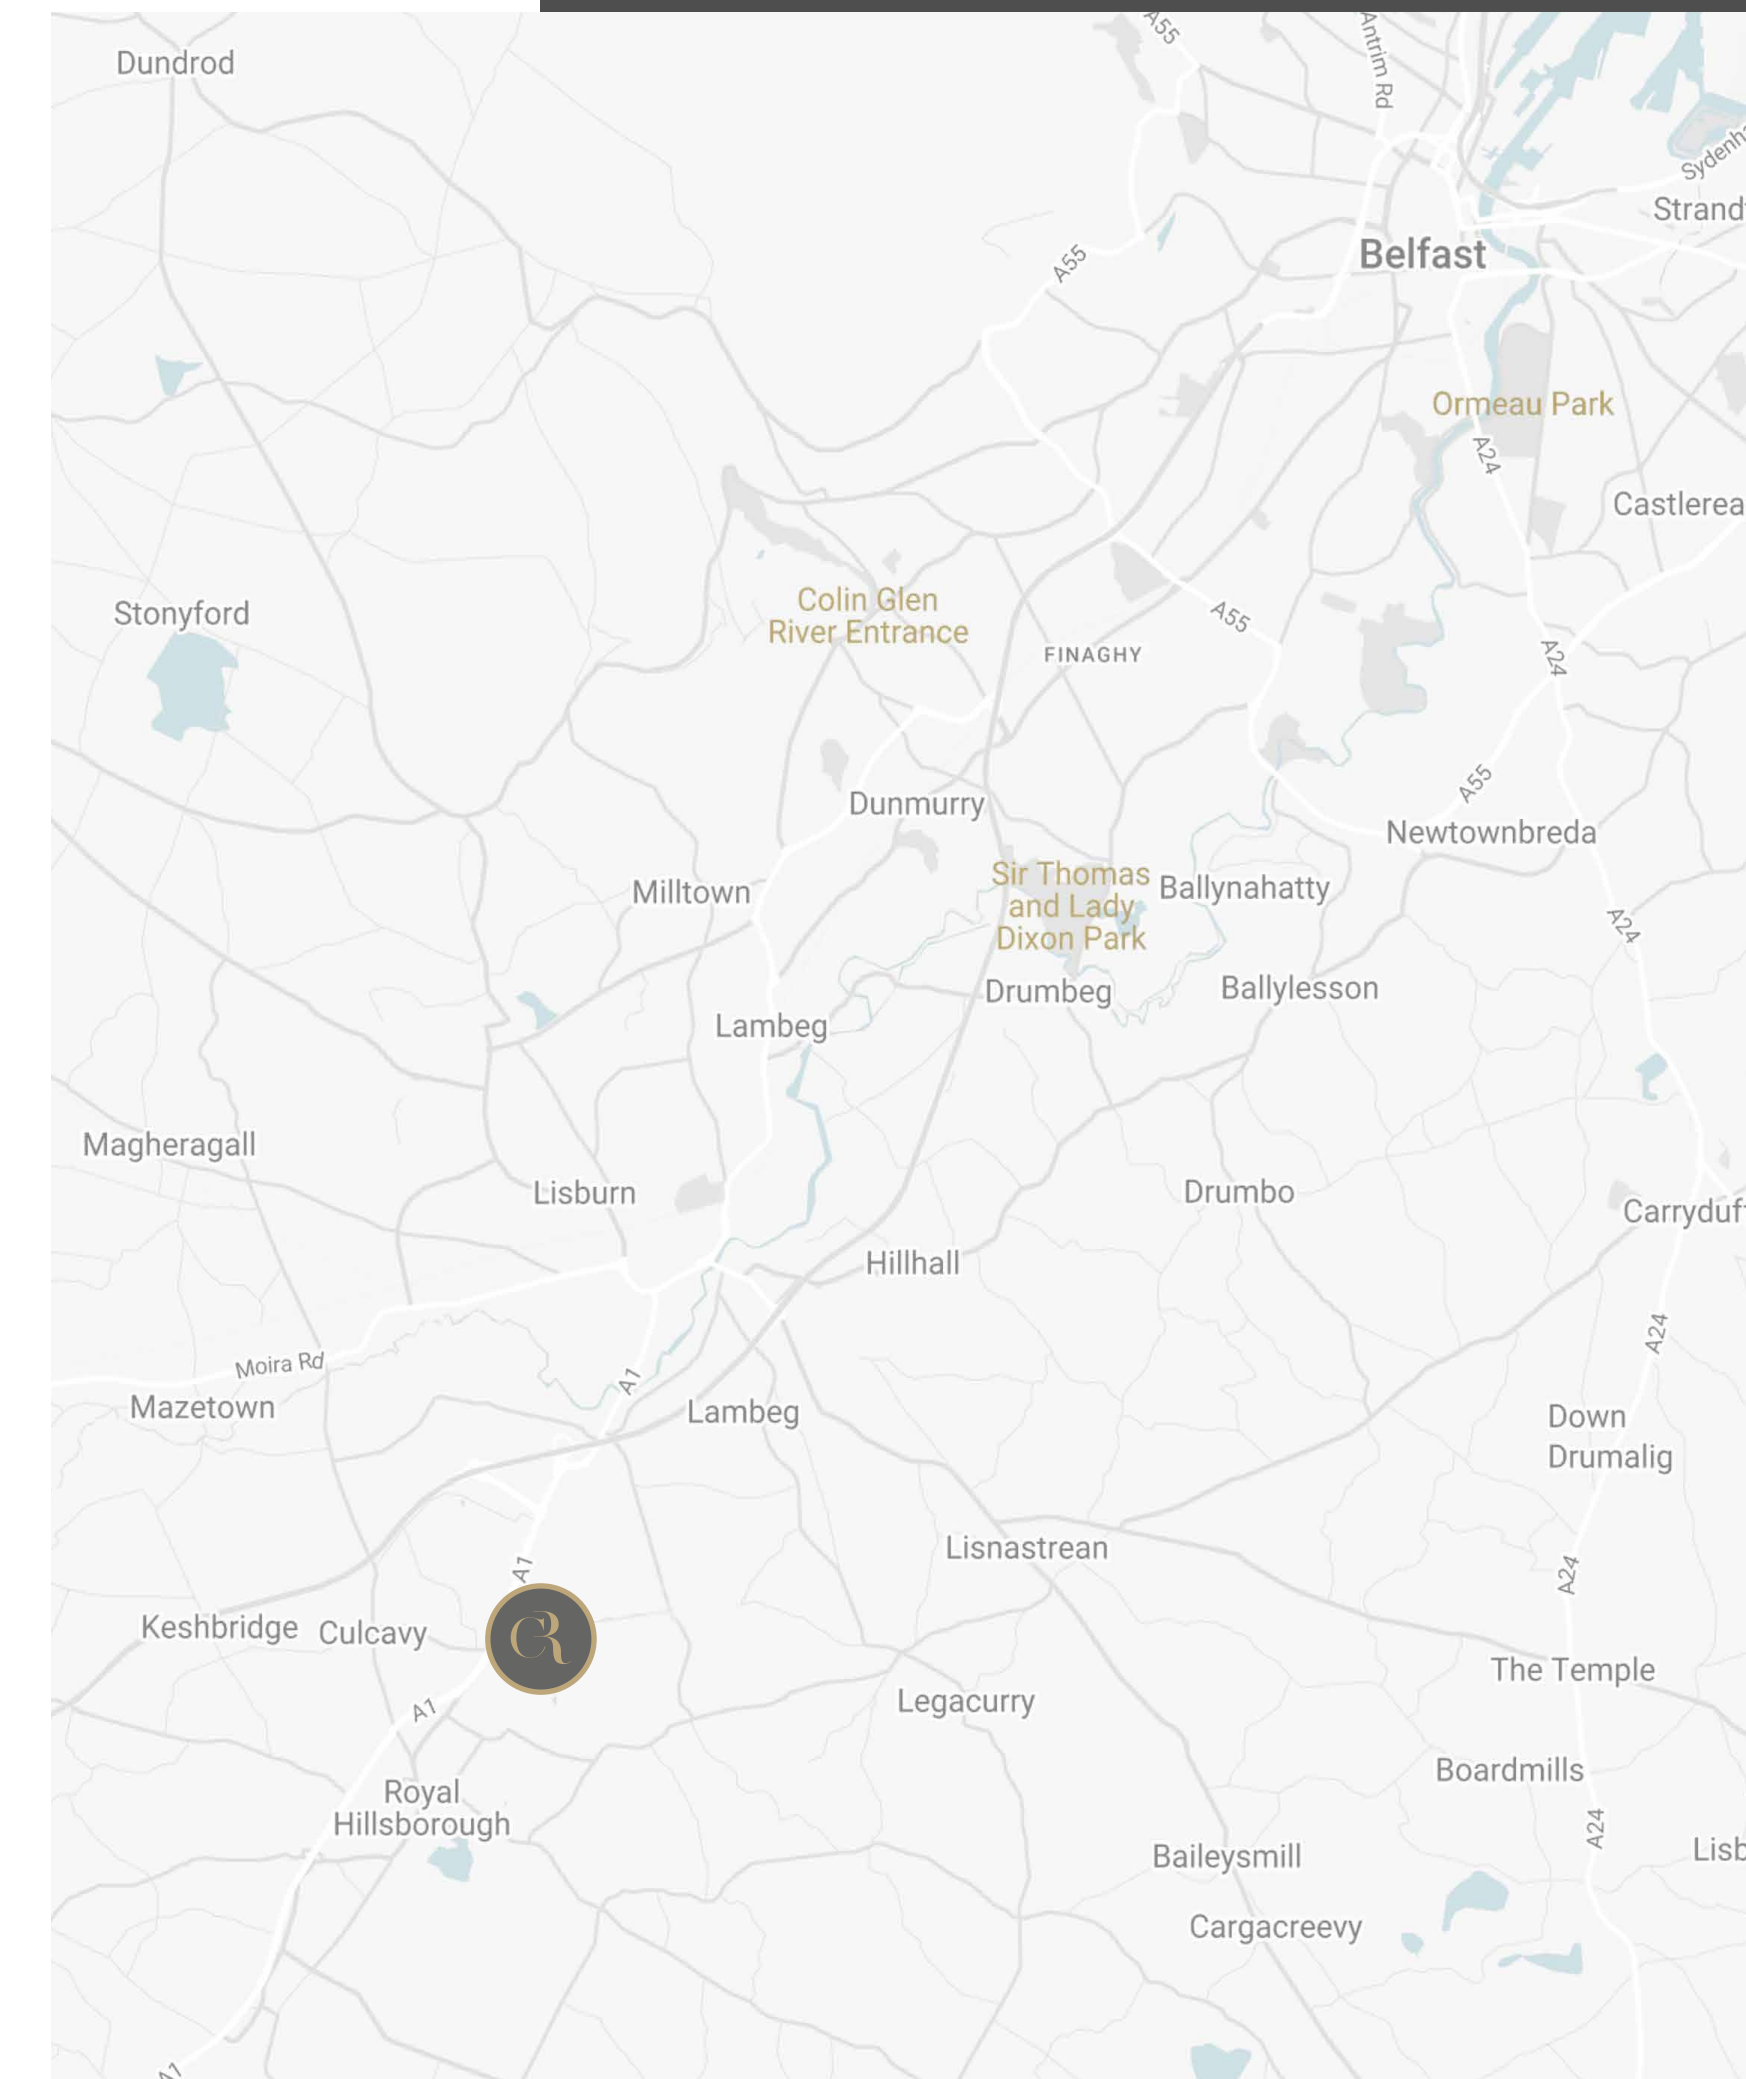 A55
Antrim Rd
Dundrod
Sydenha
Strand
Belfast
A55
Ormeau Park
A24
Castlerea
Colin Glen
River Entrance
Stonyford
A55
FINAGHY
A24
A55
Dunmurry
Newtownbreda
Milltown
Sir Thomas
and Lady
Dixon Park
Ballynahatty
A24
Drumbeg
Ballylesson
Lambeg
Magheragall
Lisburn
Drumbo
Carryduf
Hillhall
A24
Moira Rd
A1
Mazetown
Lambeg
Down
Drumalig
Lisnastrean
A1
A24
Keshbridge
Culcavy
CR
The Temple
A1
Legacurry
Boardmills
Royal
Hillsborough
A24
Baileysmill
Lisb
Cargacreevy
A1